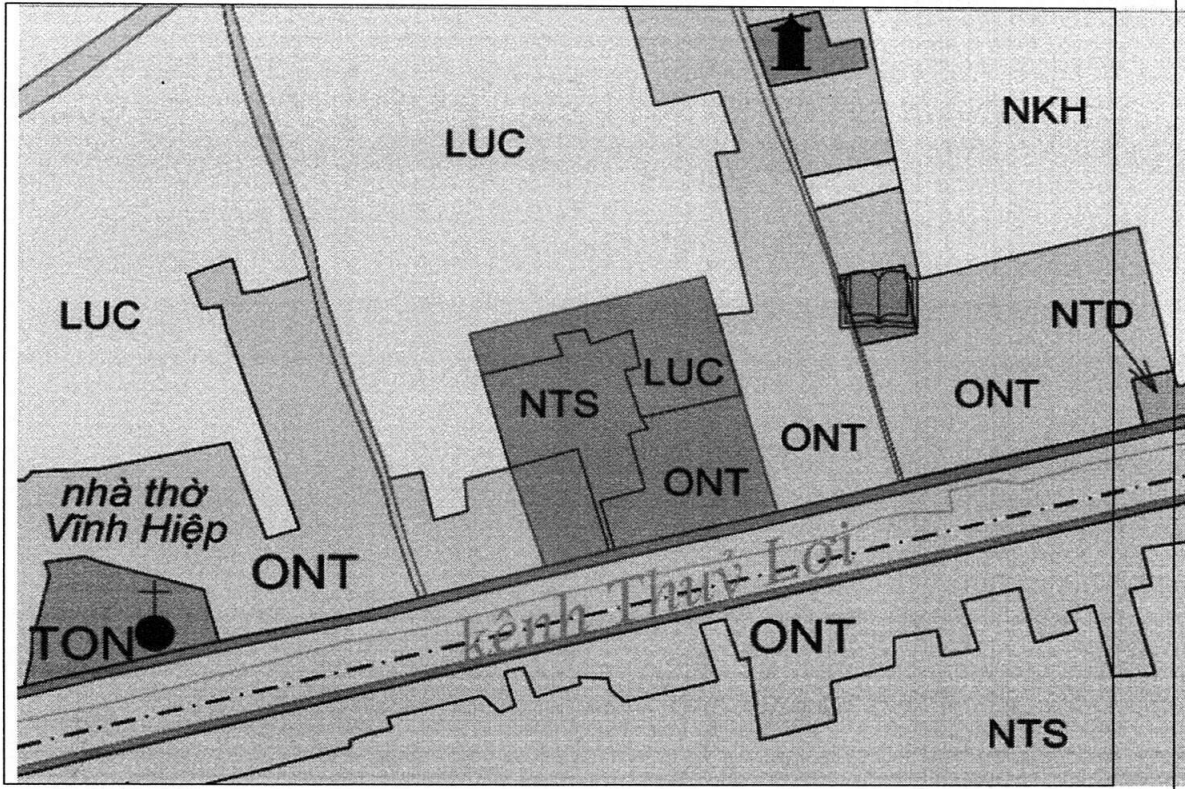 LUC
NKH
LUC
NTD
NTS
LUC
ONT
ONT
ONT
nhà thờ
Vĩnh Hiệp
ONT
TON
kênh Thuỷ Lợi
ONT
NTS